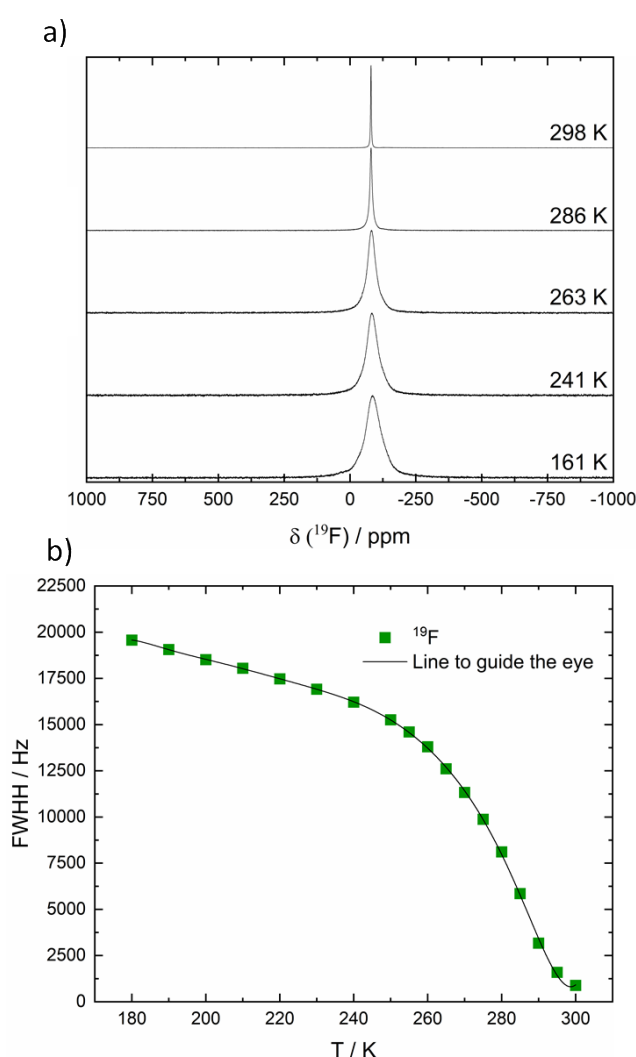 a)
298 K
286 K
263 K
241 K
161 K
1000 750 500 250 0 -250 -500 -750 -1000
δ (¹⁹F) / ppm
b)
22500
20000
17500
15000
12500
10000
7500
5000
2500
0
FWHH / Hz
¹⁹F
Line to guide the eye
180 200 220 240 260 280 300
T / K